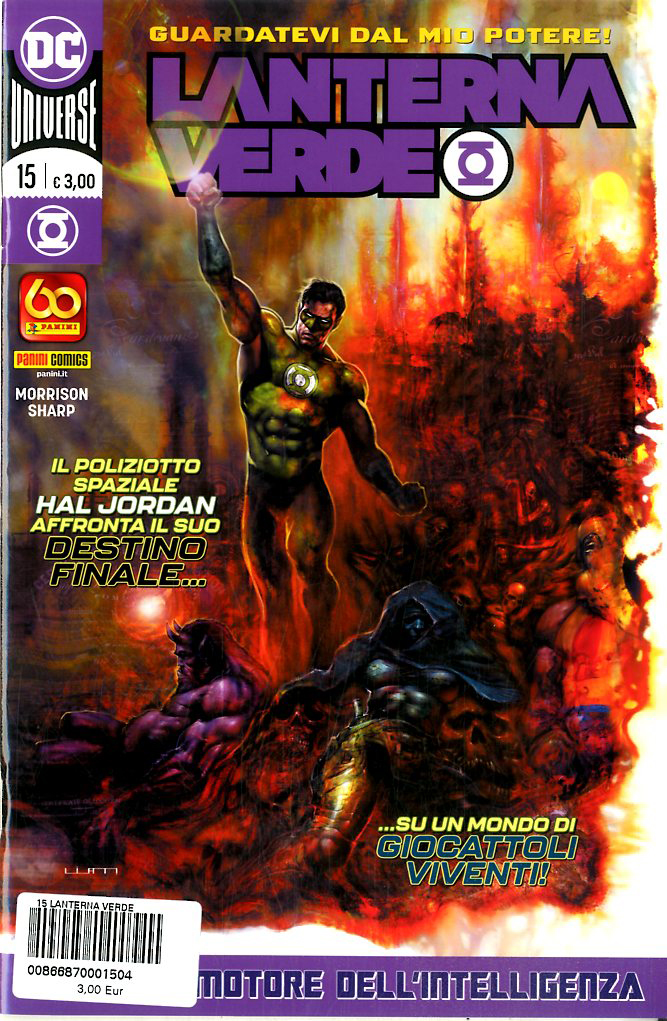 DC
UNIVERSE
15 € 3,00
60
PANINI
PANINI COMICS
panini.it
MORRISON
SHARP
GUARDATEVI DAL MIO POTERE!
LANTERNA
VERDE
IL POLIZIOTTO
SPAZIALE
HAL JORDAN
AFFRONTA IL SUO
DESTINO
FINALE...
...SU UN MONDO DI
GIOCATTOLI
VIVENTI!
15 LANTERNA VERDE
00866870001504
3,00 Eur
MOTORE DELL'INTELLIGENZA